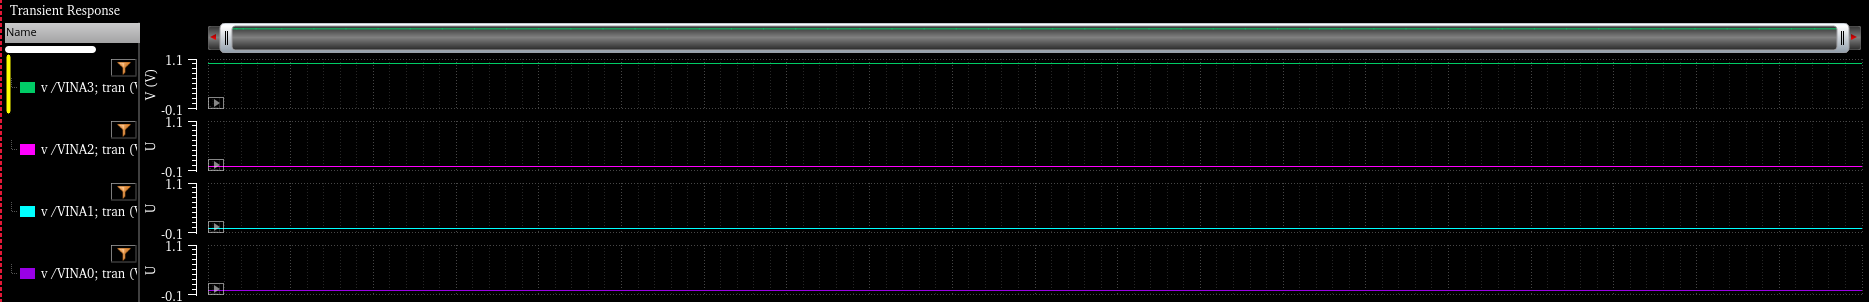 Transient Response
Name
1.1
v /VINA3; tran (V
V (V)
-0.1
1.1
v /VINA2; tran (V
-0.1
1.1
v /VINA1; tran (V
-0.1
1.1
v /VINA0; tran (V
-0.1